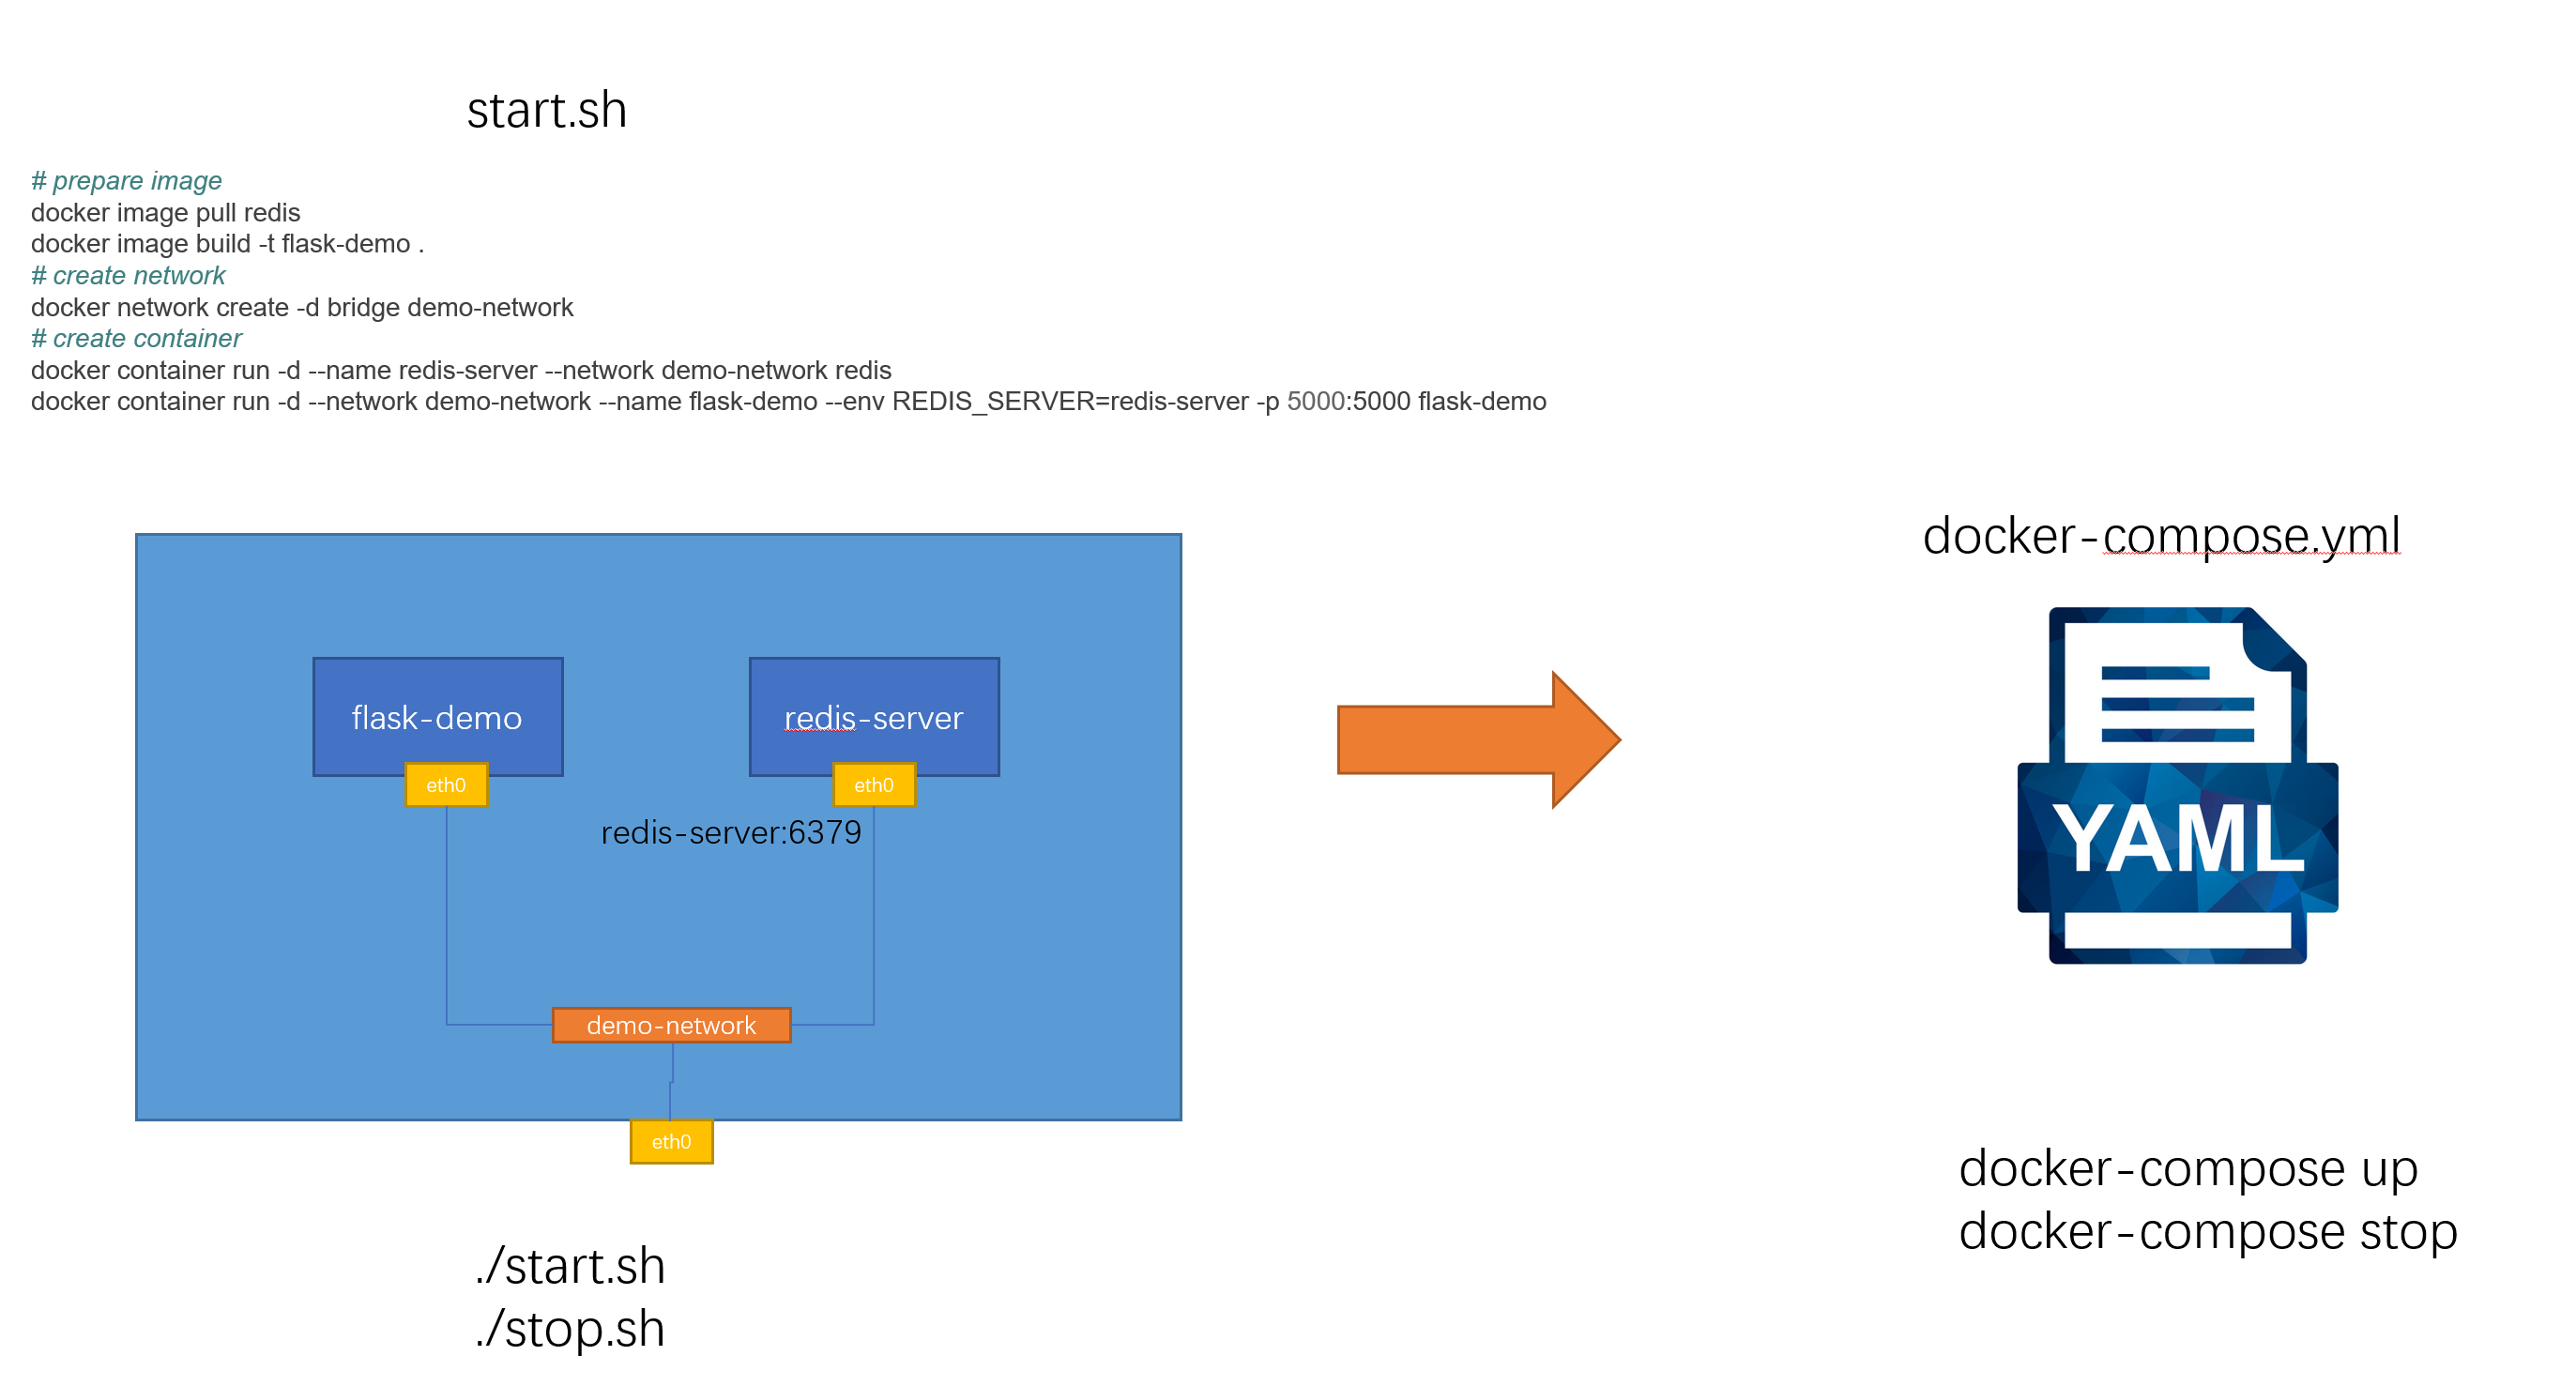 start.sh
# prepare image
docker image pull redis
docker image build -t flask-demo .
# create network
docker network create -d bridge demo-network
# create container
docker container run -d --name redis-server --network demo-network redis
docker container run -d --network demo-network --name flask-demo --env REDIS_SERVER=redis-server -p 5000:5000 flask-demo
flask-demo
redis-server
eth0
eth0
redis-server:6379
demo-network
eth0
./start.sh
./stop.sh
docker-compose.yml
YAML
docker-compose up
docker-compose stop